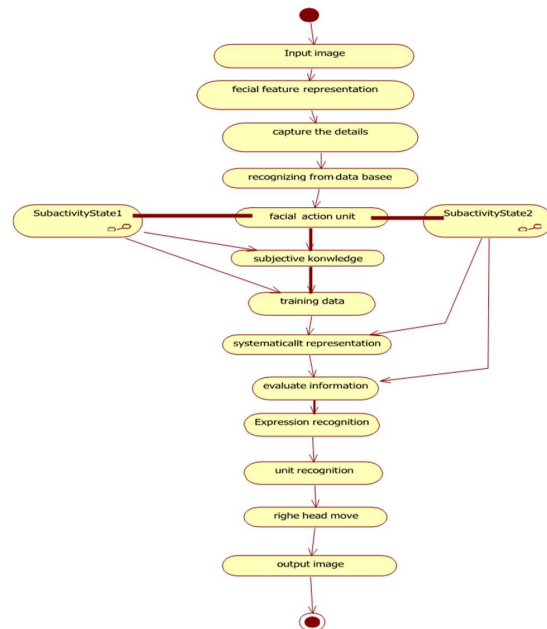 Input image
fecial feature representation
capture the details
recognizing from data basee
SubactivityState1
facial action unit
SubactivityState2
subjective konwledge
training data
systematicallt representation
evaluate information
Expression recognition
unit recognition
righe head move
output image